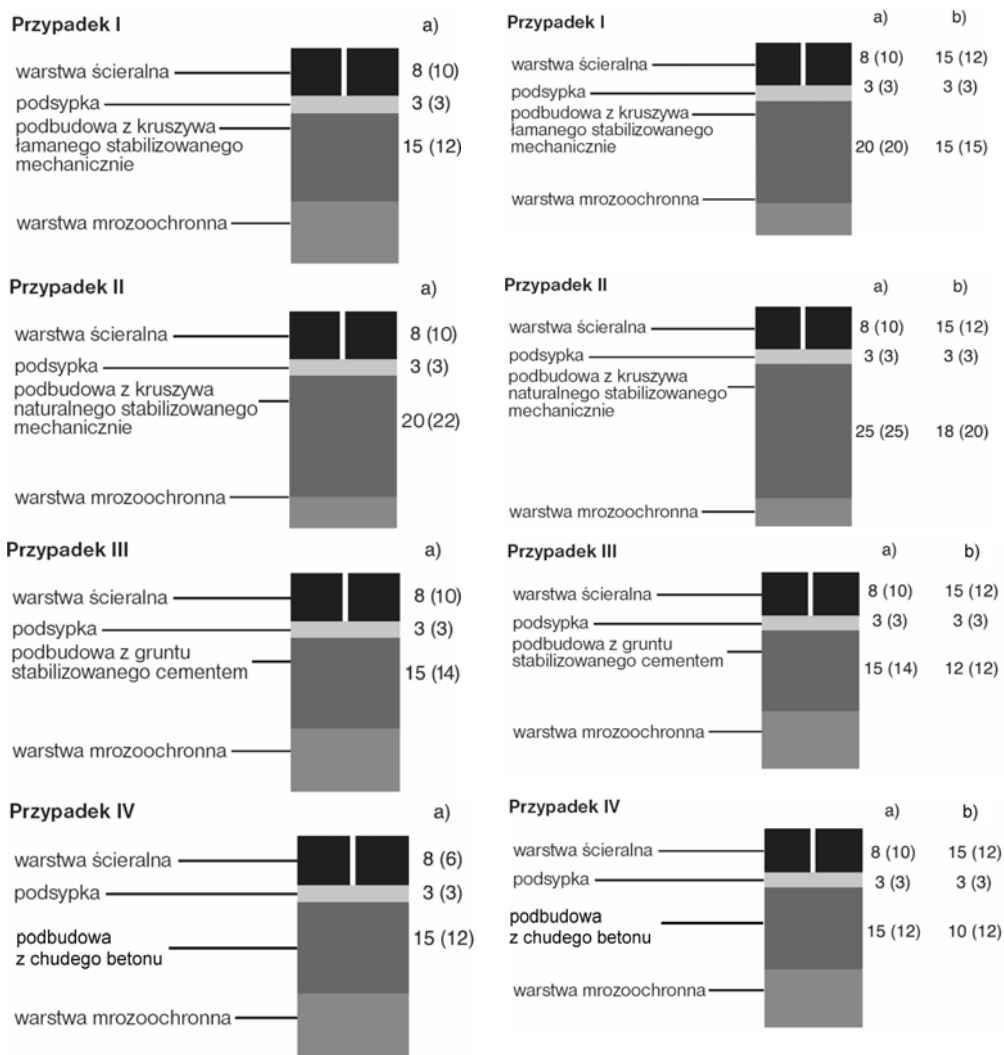 Przypadek I a)
warstwa ścieralna 8 (10)
podsypka 3 (3)
podbudowa z kruszywa
łamanego stabilizowanego
mechanicznie 15 (12)
warstwa mrozoochronna
Przypadek II a)
warstwa ścieralna 8 (10)
podsypka 3 (3)
podbudowa z kruszywa
naturalnego stabilizowanego
mechanicznie 20 (22)
warstwa mrozoochronna
Przypadek III a)
warstwa ścieralna 8 (10)
podsypka 3 (3)
podbudowa z gruntu
stabilizowanego cementem 15 (14)
warstwa mrozoochronna
Przypadek IV a)
warstwa ścieralna 8 (6)
podsypka 3 (3)
podbudowa 15 (12)
z chudego betonu
warstwa mrozoochronna
Przypadek I a) b)
warstwa ścieralna 8 (10) 15 (12)
podsypka 3 (3) 3 (3)
podbudowa z kruszywa
łamanego stabilizowanego
mechanicznie 20 (20) 15 (15)
warstwa mrozoochronna
Przypadek II a) b)
warstwa ścieralna 8 (10) 15 (12)
podsypka 3 (3) 3 (3)
podbudowa z kruszywa
naturalnego stabilizowanego
mechanicznie 25 (25) 18 (20)
warstwa mrozoochronna
Przypadek III a) b)
warstwa ścieralna 8 (10) 15 (12)
podsypka 3 (3) 3 (3)
podbudowa z gruntu
stabilizowanego cementem 15 (14) 12 (12)
warstwa mrozoochronna
Przypadek IV a) b)
warstwa ścieralna 8 (10) 15 (12)
podsypka 3 (3) 3 (3)
podbudowa
z chudego betonu 15 (12) 10 (12)
warstwa mrozoochronna